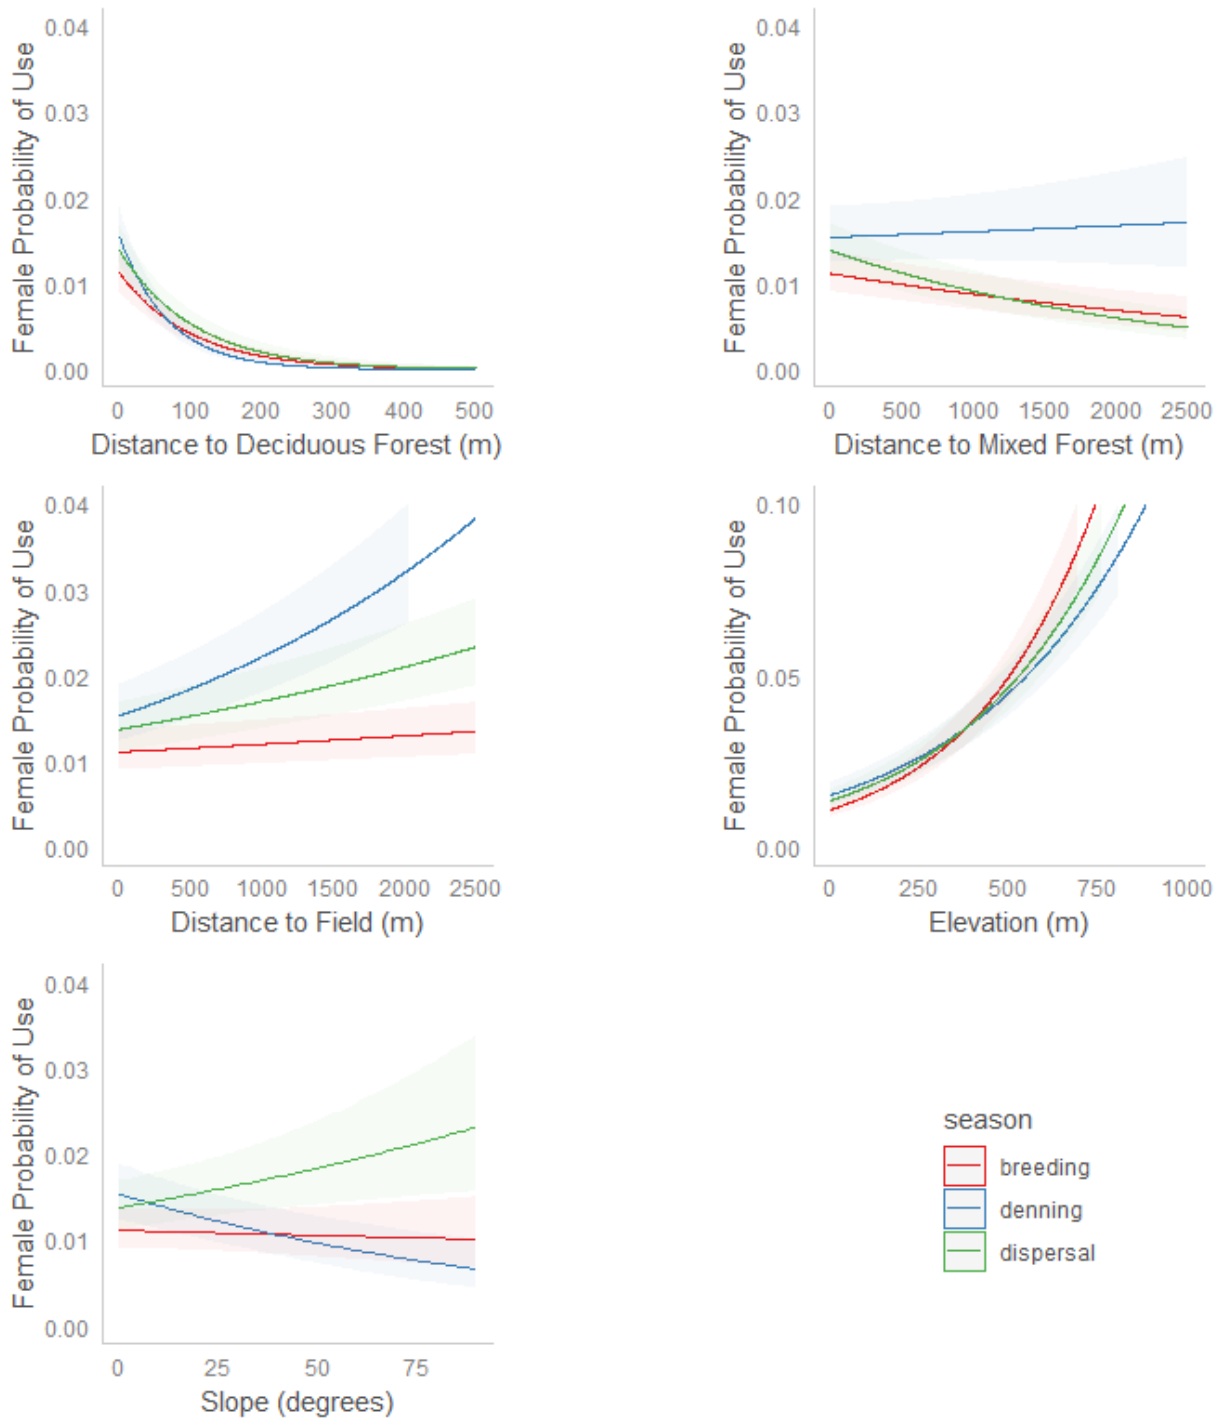 Female Probability of Use
0.04
0.03
0.02
0.01
0.00
0 100 200 300 400 500
Distance to Deciduous Forest (m)
Female Probability of Use
0.04
0.03
0.02
0.01
0.00
0 500 1000 1500 2000 2500
Distance to Mixed Forest (m)
Female Probability of Use
0.04
0.03
0.02
0.01
0.00
0 500 1000 1500 2000 2500
Distance to Field (m)
Female Probability of Use
0.10
0.05
0.00
0 250 500 750 1000
Elevation (m)
Female Probability of Use
0.04
0.03
0.02
0.01
0.00
0 25 50 75
Slope (degrees)
season
breeding
denning
dispersal